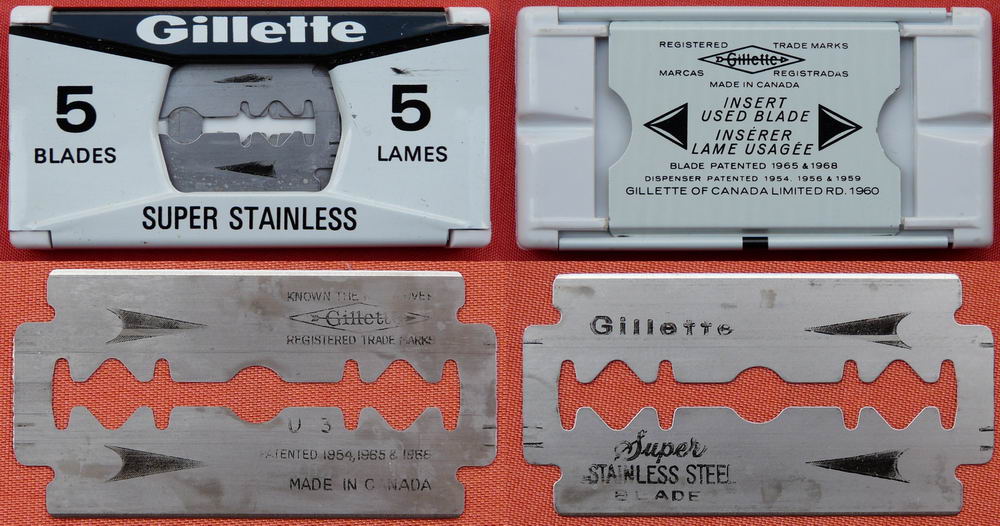 Gillette
5
BLADES
5
LAMES
SUPER STAINLESS
REGISTERED TRADE MARKS
Gillette
MARCAS REGISTRADAS
MADE IN CANADA
INSERT
USED BLADE
INSÉRER
LAME USAGÉE
BLADE PATENTED 1965 & 1968
DISPENSER PATENTED 1954, 1956 & 1959
GILLETTE OF CANADA LIMITED RD. 1960
KNOWN THE
Gillette
REGISTERED TRADE MARKS
U 3
PATENTED 1954, 1965 & 1968
MADE IN CANADA
Gillette
Super
STAINLESS STEEL
BLADE